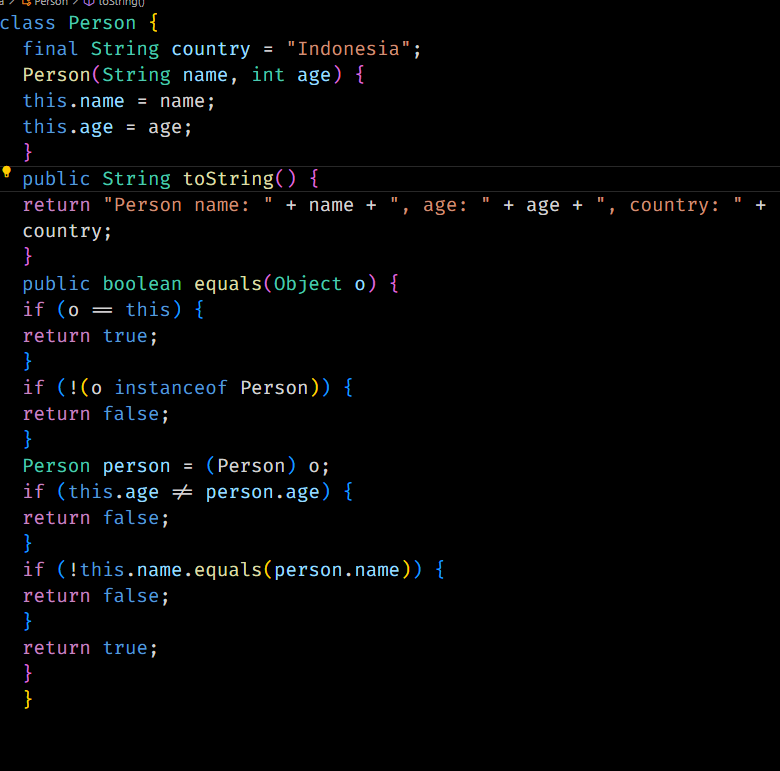 Person > toString()
class Person {
final String country = "Indonesia";
Person(String name, int age) {
this.name = name;
this.age = age;
}
public String toString() {
return "Person name: " + name + ", age: " + age + ", country: " +
country;
}
public boolean equals(Object o) {
if (o == this) {
return true;
}
if (!(o instanceof Person)) {
return false;
}
Person person = (Person) o;
if (this.age != person.age) {
return false;
}
if (!this.name.equals(person.name)) {
return false;
}
return true;
}
}